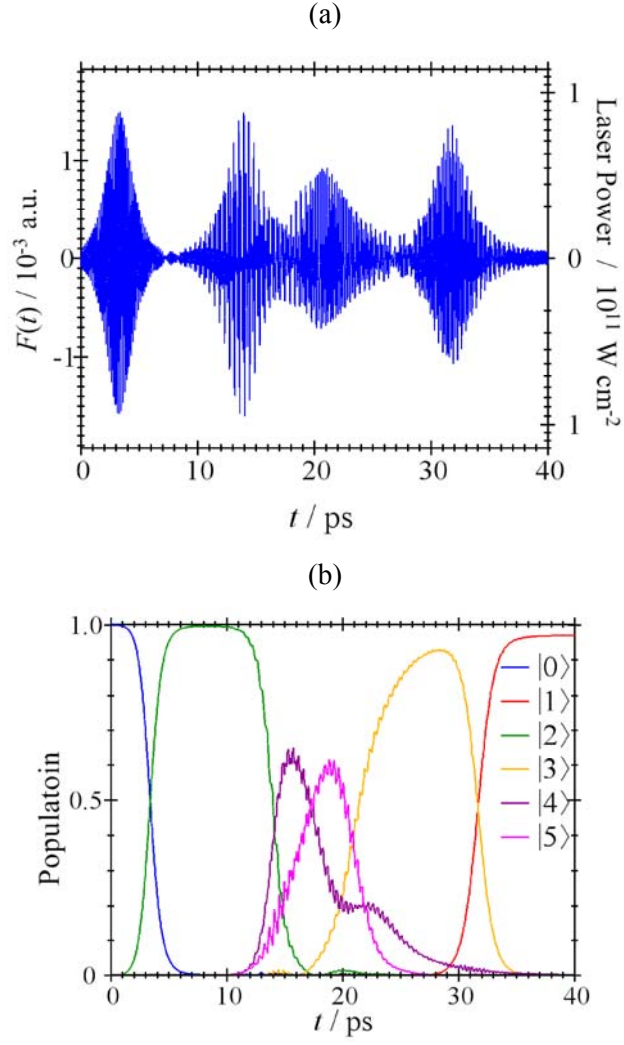 (a)
F(t) / 10⁻³ a.u.
1
0
-1
Laser Power / 10¹¹ W cm⁻²
1
0
1
0 10 20 30 40
t / ps
(b)
Populatoin
1.0
0.5
0
|0⟩
|1⟩
|2⟩
|3⟩
|4⟩
|5⟩
0 10 20 30 40
t / ps